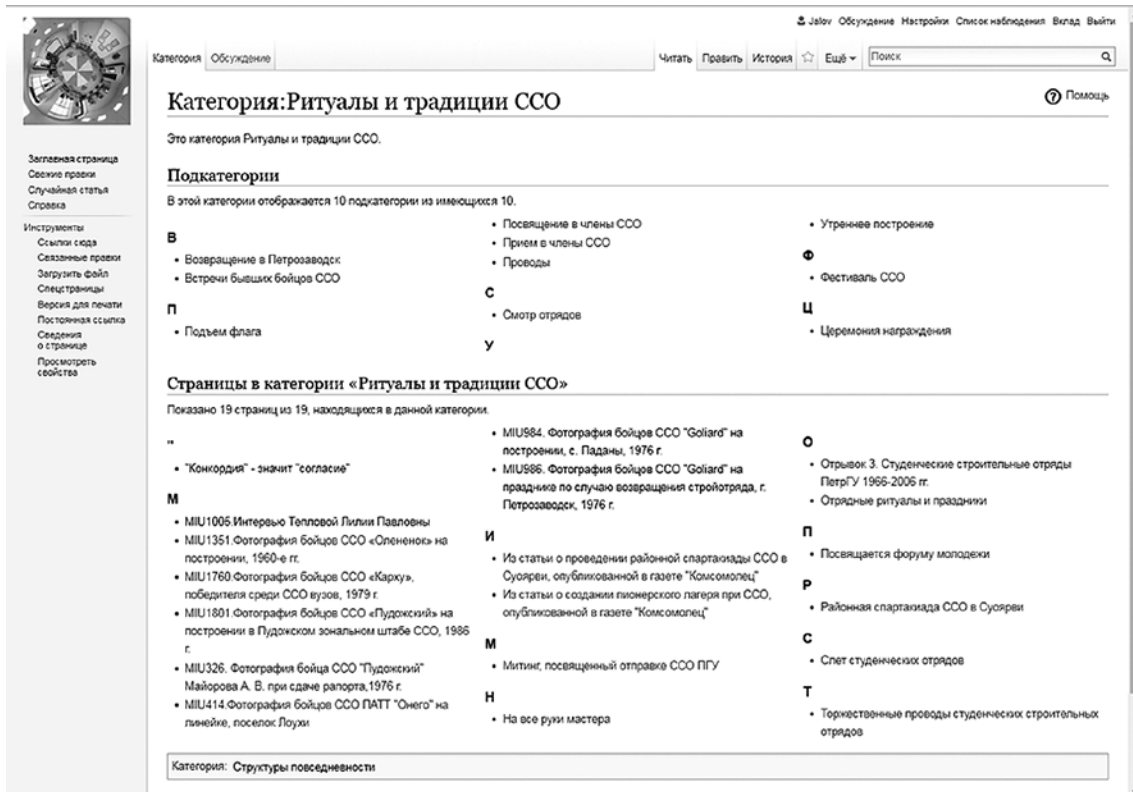 Jalov Обсуждение Настройки Список наблюдения Вклад Выйти
Категория Обсуждение
Читать Править История Ещё Поиск
Категория:Ритуалы и традиции ССО
Помощь
Это категория Ритуалы и традиции ССО.
Заглавная страница
Свежие правки
Случайная статья
Справка
Инструменты
Ссылки сюда
Связанные правки
Загрузить файл
Спецстраницы
Версия для печати
Постоянная ссылка
Сведения
о странице
Просмотреть
свойства
Подкатегории
В этой категории отображается 10 подкатегории из имеющихся 10.
В
• Возвращение в Петрозаводск
• Встречи бывших бойцов ССО
П
• Подъем флага
• Посвящение в члены ССО
• Прием в члены ССО
• Проводы
С
• Смотр отрядов
У
• Утреннее построение
Ф
• Фестиваль ССО
Ц
• Церемония награждения
Страницы в категории «Ритуалы и традиции ССО»
Показано 19 страниц из 19, находящихся в данной категории.
"
• "Конкордия" - значит "согласие"
М
• MIU1005.Интервью Тепловой Лилии Павловны
• MIU1351.Фотография бойцов ССО «Олененок» на
построении, 1960-е гг.
• MIU1760.Фотография бойцов ССО «Карху»,
победителя среди ССО вузов, 1979 г.
• MIU1801.Фотография бойцов ССО «Пудожский» на
построении в Пудожском зональном штабе ССО, 1986
г.
• MIU326. Фотография бойца ССО "Пудожский"
Майорова А. В. при сдаче рапорта,1976 г.
• MIU414.Фотография бойцов ССО ПАТТ "Онего" на
линейке, поселок Лоухи
• MIU984. Фотография бойцов ССО "Goliard" на
построении, с. Паданы, 1976 г.
• MIU986. Фотография бойцов ССО "Goliard" на
празднике по случаю возвращения стройотряда, г.
Петрозаводск, 1976 г.
И
• Из статьи о проведении районной спартакиады ССО в
Суоярви, опубликованной в газете "Комсомолец"
• Из статьи о создании пионерского лагеря при ССО,
опубликованной в газете "Комсомолец"
М
• Митинг, посвященный отправке ССО ПГУ
Н
• На все руки мастера
О
• Отрывок 3. Студенческие строительные отряды
ПетрГУ 1966-2006 гг.
• Отрядные ритуалы и праздники
П
• Посвящается форуму молодежи
Р
• Районная спартакиада ССО в Суоярви
С
• Слет студенческих отрядов
Т
• Торжественные проводы студенческих строительных
отрядов
Категория: Структуры повседневности